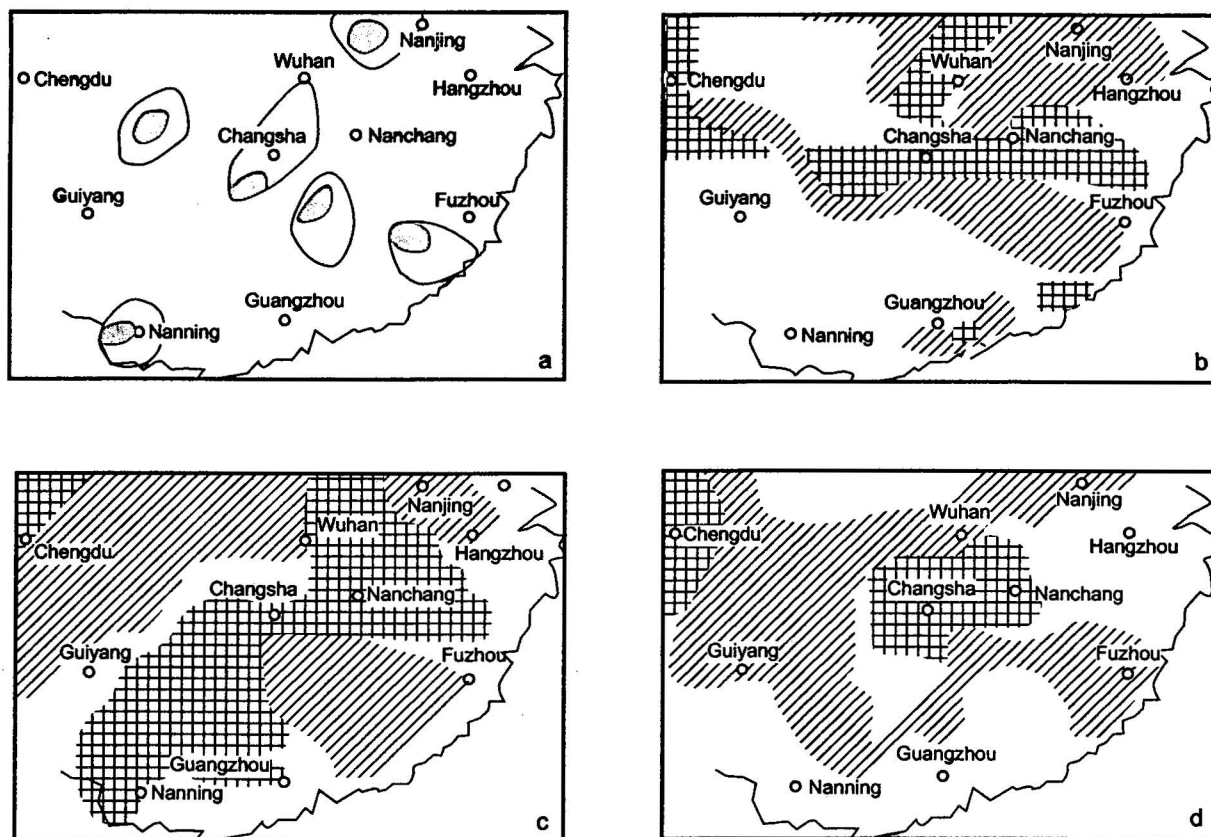 Nanjing
Wuhan
Chengdu
Hangzhou
Changsha
Nanchang
Guiyang
Fuzhou
Guangzhou
Nanning
a
Nanjing
Wuhan
Chengdu
Hangzhou
Changsha
Nanchang
Guiyang
Fuzhou
Guangzhou
Nanning
b
Nanjing
Wuhan
Chengdu
Hangzhou
Changsha
Nanchang
Guiyang
Fuzhou
Guangzhou
Nanning
c
Nanjing
Wuhan
Chengdu
Hangzhou
Changsha
Nanchang
Guiyang
Fuzhou
Guangzhou
Nanning
d